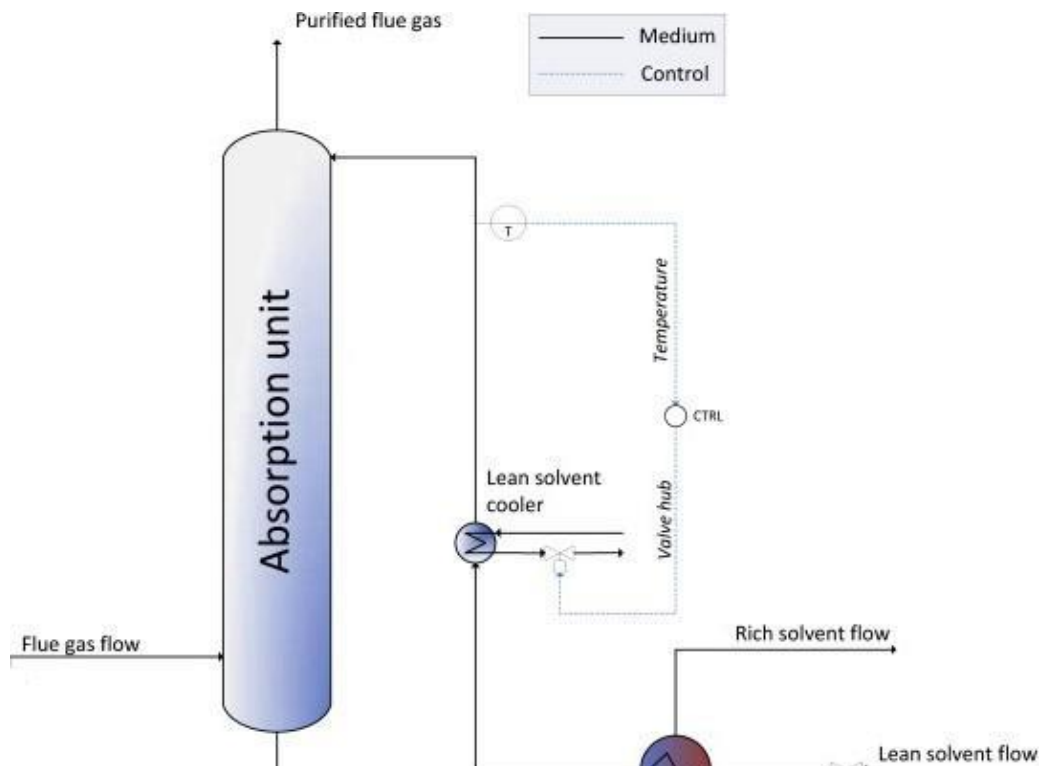 Purified flue gas
Medium
Control
T
Temperature
Absorption unit
CTRL
Lean solvent
cooler
Valve hub
Flue gas flow
Rich solvent flow
Lean solvent flow